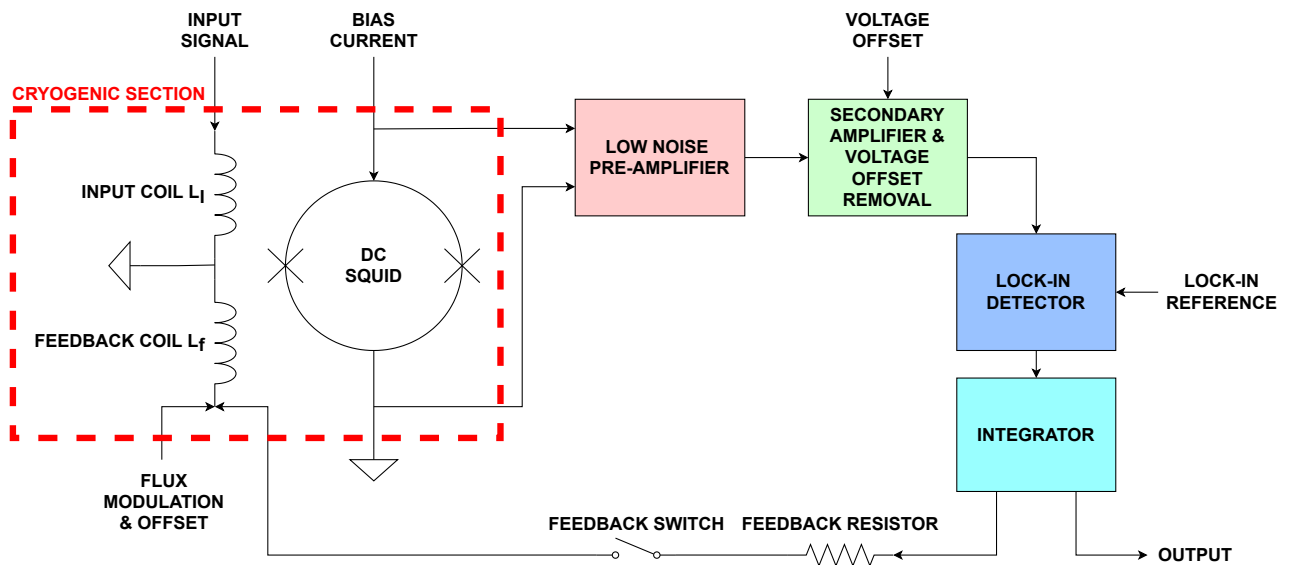 INPUT
SIGNAL
BIAS
CURRENT
VOLTAGE
OFFSET
CRYOGENIC SECTION
INPUT COIL LI
FEEDBACK COIL Lf
DC
SQUID
LOW NOISE
PRE-AMPLIFIER
SECONDARY
AMPLIFIER &
VOLTAGE
OFFSET
REMOVAL
LOCK-IN
DETECTOR
LOCK-IN
REFERENCE
INTEGRATOR
FLUX
MODULATION
& OFFSET
FEEDBACK SWITCH
FEEDBACK RESISTOR
OUTPUT